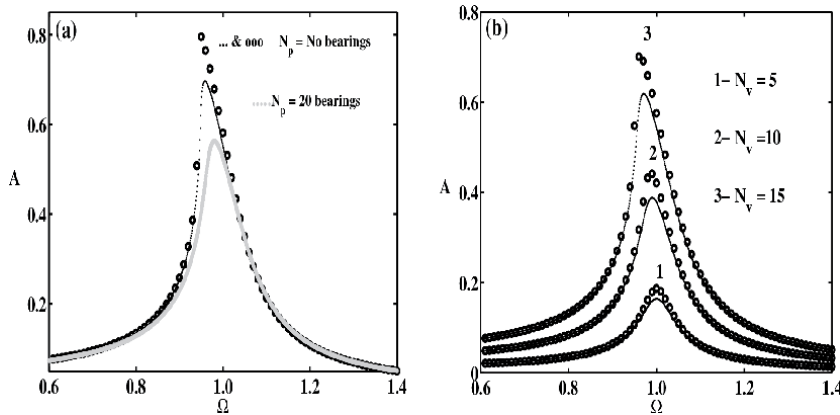 (a)
... & ooo N_p = No bearings
N_p = 20 bearings
A
0.8
0.6
0.4
0.2
0.6 0.8 1.0 1.2 1.4
Ω
(b)
3
2
1
1– N_v = 5
2– N_v = 10
3– N_v = 15
A
0.8
0.6
0.4
0.2
0
0.6 0.8 1.0 1.2 1.4
Ω